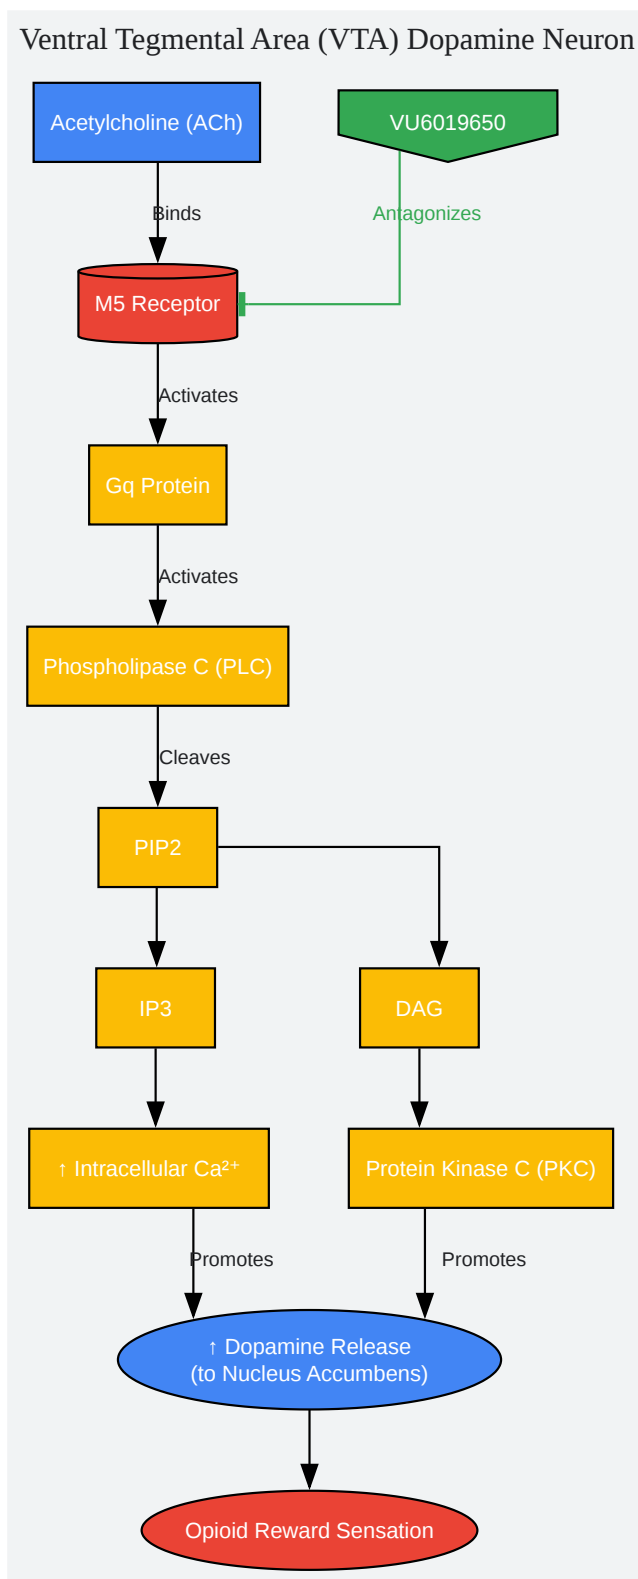 Ventral Tegmental Area (VTA) Dopamine Neuron
Acetylcholine (ACh)
VU6019650
Binds
Antagonizes
M5 Receptor
Activates
Gq Protein
Activates
Phospholipase C (PLC)
Cleaves
PIP2
IP3
DAG
↑ Intracellular Ca²⁺
Protein Kinase C (PKC)
Promotes
Promotes
↑ Dopamine Release
(to Nucleus Accumbens)
Opioid Reward Sensation